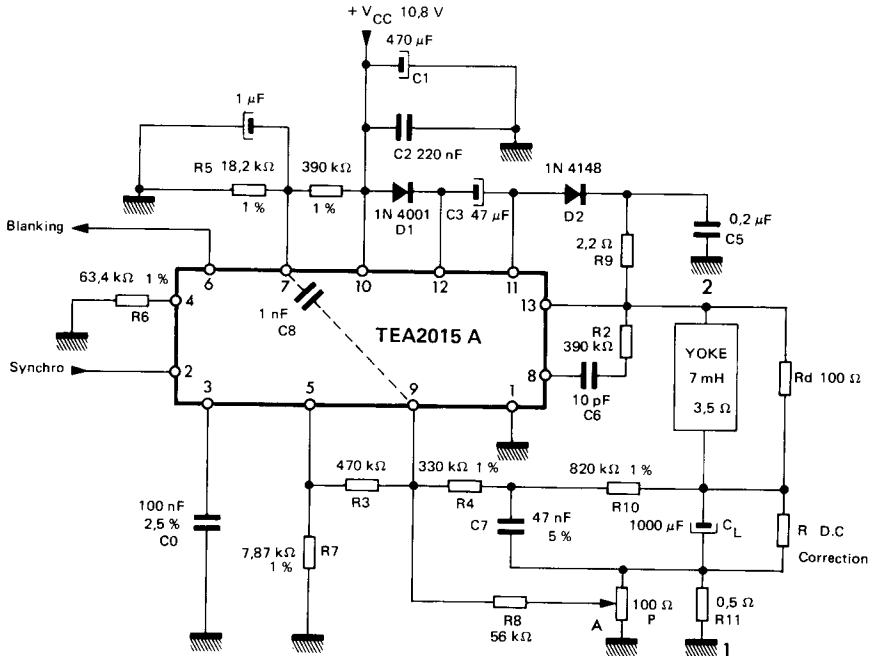 + VCC 10,8 V
470 µF
C1
1 µF
C2 220 nF
R5 18,2 kΩ
1 %
390 kΩ
1 %
1N 4001
D1
C3 47 µF
1N 4148
D2
0,2 µF
C5
2,2 Ω
R9
2
Blanking
6
7
10
12
11
13
63,4 kΩ 1 %
4
R6
1 nF
C8
TEA2015 A
R2
390 kΩ
YOKE
7 mH
3,5 Ω
Rd 100 Ω
Synchro
2
8
10 pF
C6
3
5
9
1
470 kΩ
R3
330 kΩ 1 %
R4
820 kΩ 1 %
R10
100 nF
2,5 %
C0
C7
47 nF
5 %
1000 µF
CL
R D.C
Correction
7,87 kΩ
1 %
R7
R8
56 kΩ
A
100 Ω
P
0,5 Ω
R11
1